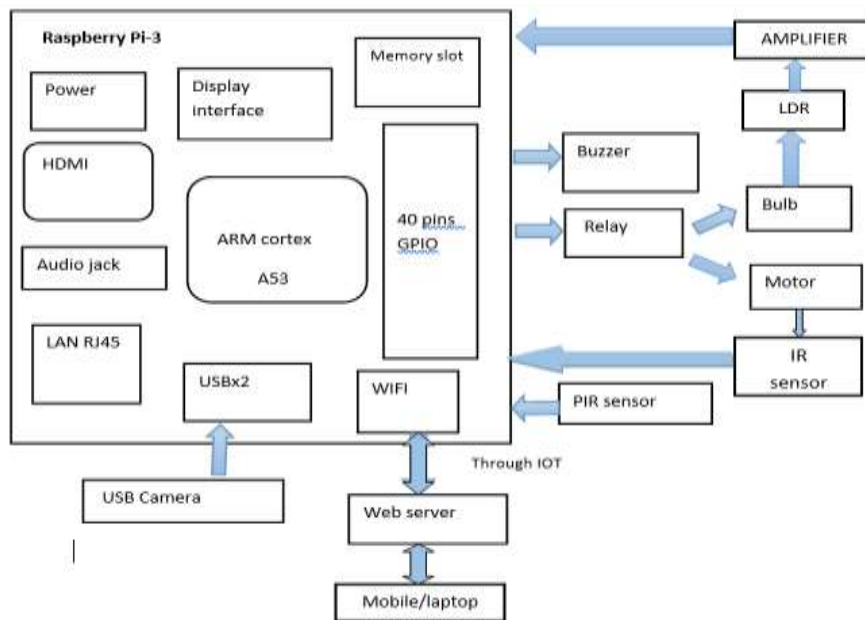 Raspberry Pi-3
Memory slot
AMPLIFIER
Power
Display
interface
LDR
HDMI
Buzzer
40 pins
GPIO
Bulb
Relay
ARM cortex
A53
Audio jack
Motor
LAN RJ45
IR
sensor
USBx2
WIFI
PIR sensor
Through IOT
USB Camera
Web server
Mobile/laptop